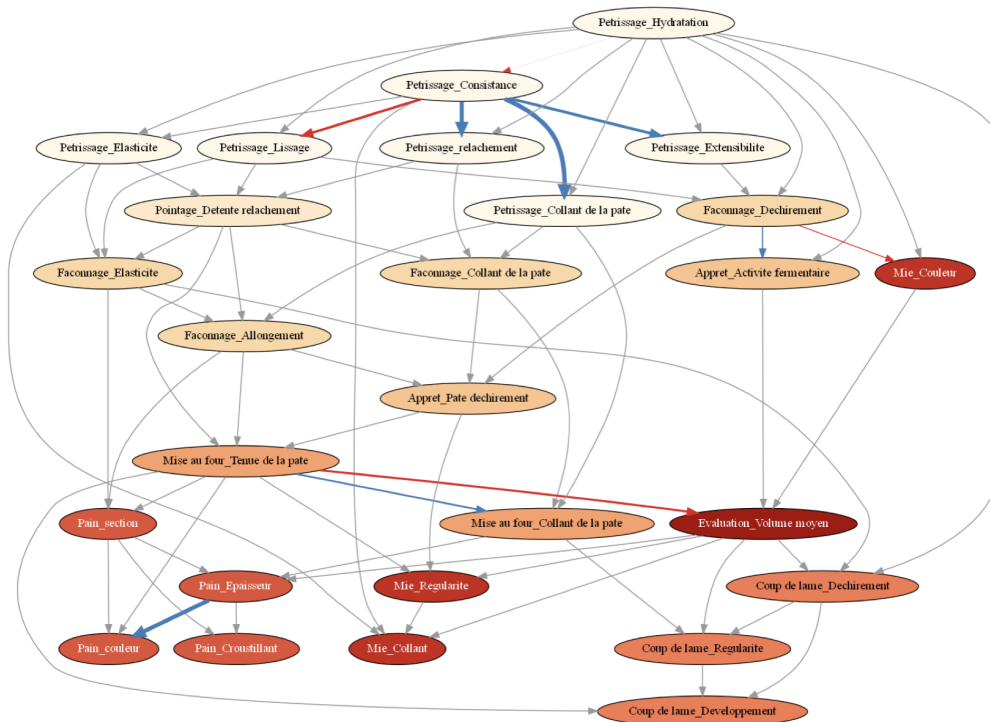 Petrissage_Hydratation
Petrissage_Consistance
Petrissage_Elasticite
Petrissage_Lissage
Petrissage_relachement
Petrissage_Extensibilite
Pointage_Detente relachement
Petrissage_Collant de la pate
Faconnage_Dechirement
Faconnage_Elasticite
Faconnage_Collant de la pate
Appret_Activite fermentaire
Mie_Couleur
Faconnage_Allongement
Appret_Pate dechirement
Mise au four_Tenue de la pate
Pain_section
Mise au four_Collant de la pate
Evaluation_Volume moyen
Pain_Epaisseur
Mie_Regularite
Coup de lame_Dechirement
Pain_couleur
Pain_Croustillant
Mie_Collant
Coup de lame_Regularite
Coup de lame_Developpement